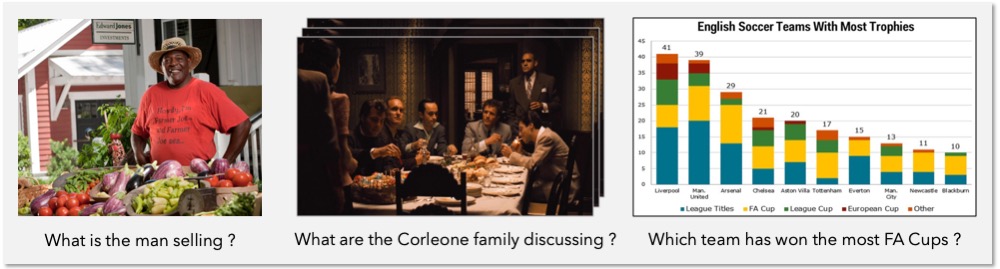 EdwardJones
INVESTMENTS
What is the man selling ?
What are the Corleone family discussing ?
English Soccer Teams With Most Trophies
45
40
35
30
25
20
15
10
5
0
41
39
29
21
20
17
15
13
11
10
Liverpool
Man. United
Arsenal
Chelsea
Aston Villa
Tottenham
Everton
Man. City
Newcastle
Blackburn
League Titles
FA Cup
League Cup
European Cup
Other
Which team has won the most FA Cups ?